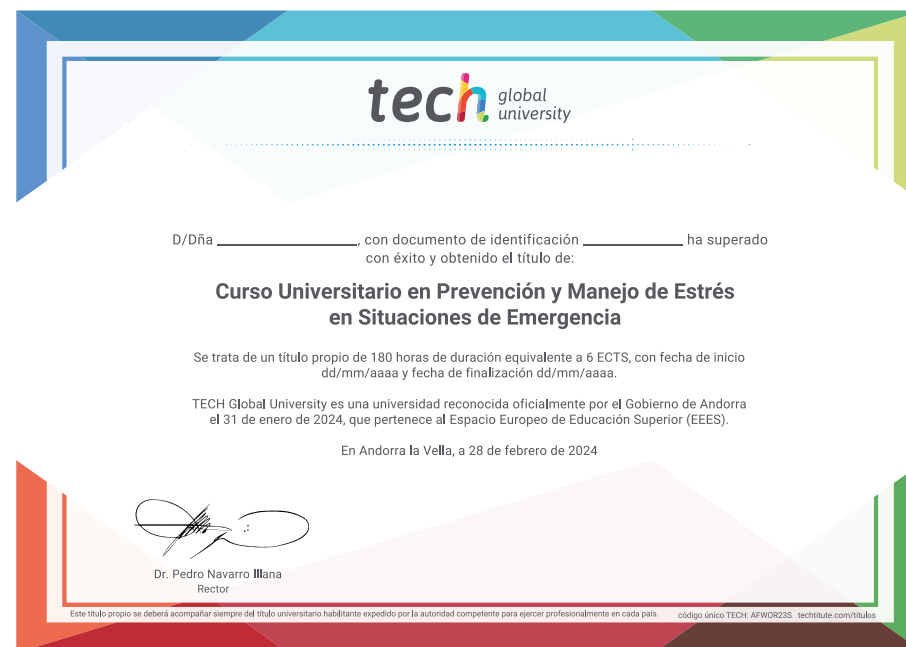 tech global university
D/Dña ____________________, con documento de identificación ______________ ha superado
con éxito y obtenido el título de:
Curso Universitario en Prevención y Manejo de Estrés
en Situaciones de Emergencia
Se trata de un título propio de 180 horas de duración equivalente a 6 ECTS, con fecha de inicio
dd/mm/aaaa y fecha de finalización dd/mm/aaaa.
TECH Global University es una universidad reconocida oficialmente por el Gobierno de Andorra
el 31 de enero de 2024, que pertenece al Espacio Europeo de Educación Superior (EEES).
En Andorra la Vella, a 28 de febrero de 2024
Dr. Pedro Navarro Illana
Rector
Este título propio se deberá acompañar siempre del título universitario habilitante expedido por la autoridad competente para ejercer profesionalmente en cada país.
código único TECH: AFWOR23S techtitute.com/titulos